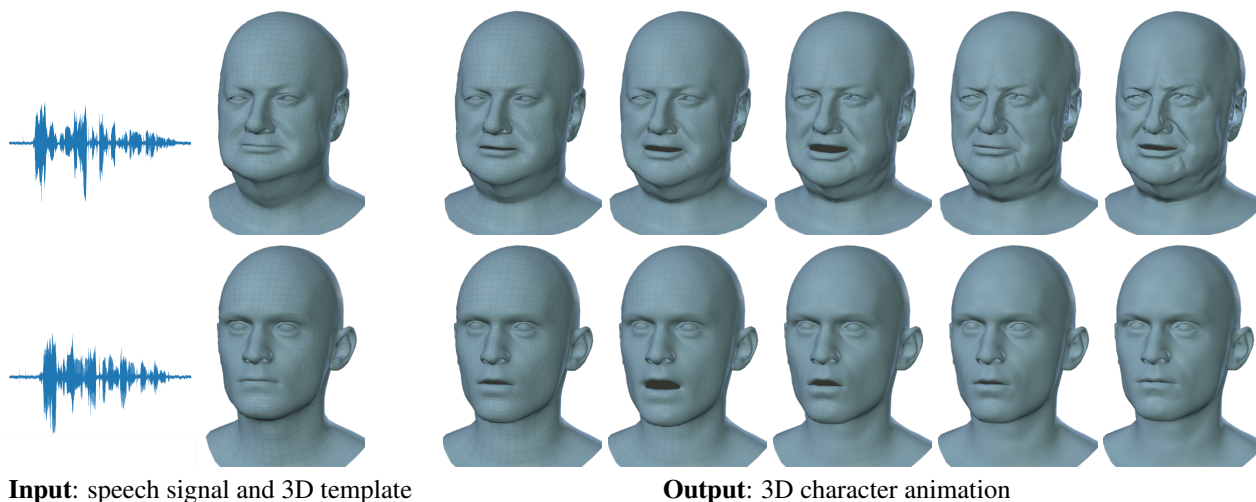 Input: speech signal and 3D template
Output: 3D character animation